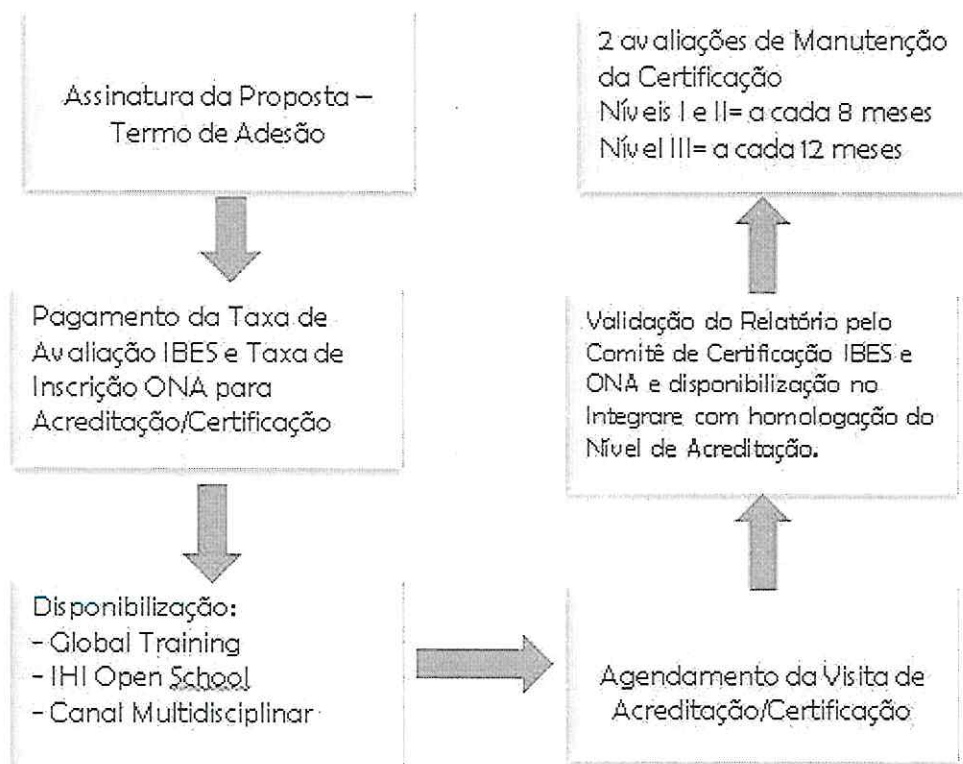 Assinatura da Proposta –
Termo de Adesão
Pagamento da Taxa de
Avaliação IBES e Taxa de
Inscrição ONA para
Acreditação/Certificação
Disponibilização:
- Global Training
- IHI Open School
- Canal Multidisciplinar
Agendamento da Visita de
Acreditação/Certificação
Validação do Relatório pelo
Comitê de Certificação IBES e
ONA e disponibilização no
Integrare com homologação do
Nível de Acreditação.
2 avaliações de Manutenção
da Certificação
Níveis I e II= a cada 8 meses
Nível III= a cada 12 meses